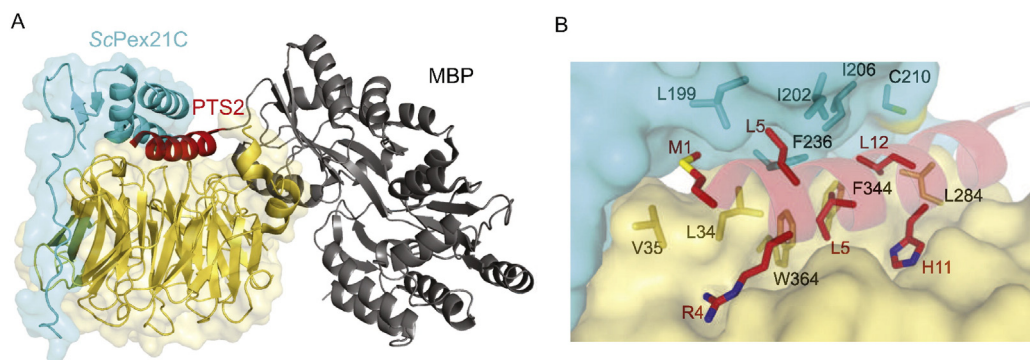 A
ScPex21C
PTS2
MBP
B
I206
C210
L199
I202
L5
F236
L12
M1
F344
L284
V35
L34
L5
W364
H11
R4